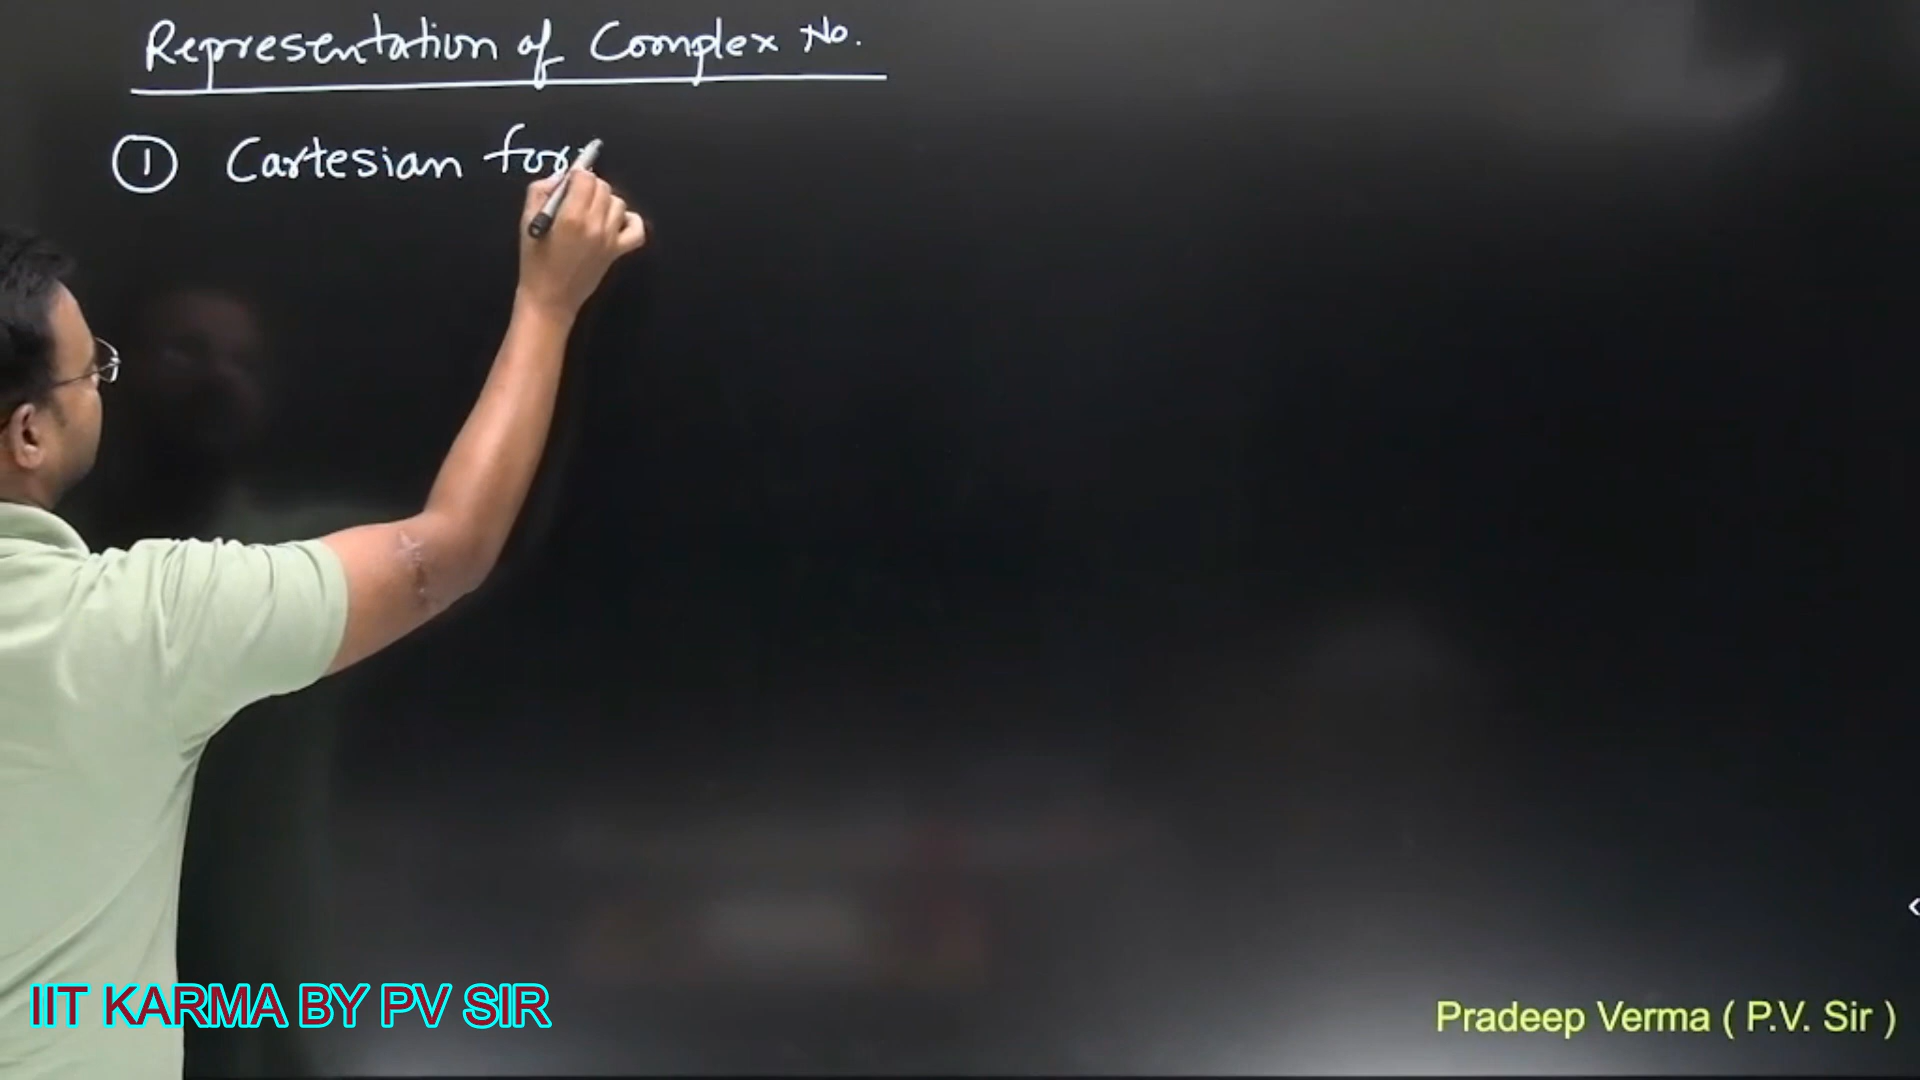 Representation of Complex No.
① Cartesian for
IIT KARMA BY PV SIR
Pradeep Verma ( P.V. Sir )